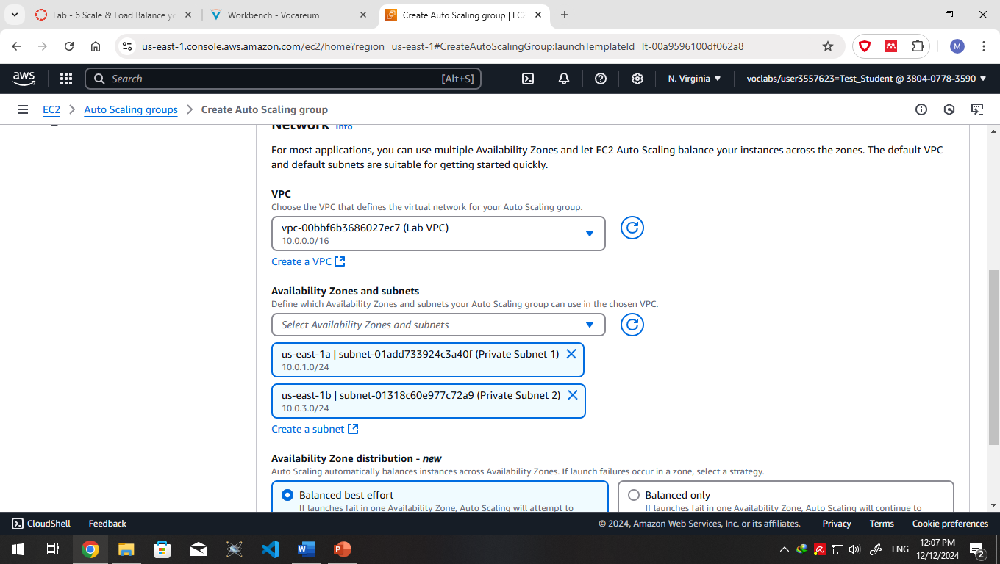 Lab - 6 Scale & Load Balance yo
Workbench - Vocareum
Create Auto Scaling group | EC2
us-east-1.console.aws.amazon.com/ec2/home?region=us-east-1#CreateAutoScalingGroup:launchTemplateId=lt-00a9596100df062a8
M
aws
Search
[Alt+S]
N. Virginia
voclabs/user3557623=Test_Student @ 3804-0778-3590
EC2
Auto Scaling groups
Create Auto Scaling group
Network Info
For most applications, you can use multiple Availability Zones and let EC2 Auto Scaling balance your instances across the zones. The default VPC
and default subnets are suitable for getting started quickly.
VPC
Choose the VPC that defines the virtual network for your Auto Scaling group.
vpc-00bbf6b3686027ec7 (Lab VPC)
10.0.0.0/16
Create a VPC
Availability Zones and subnets
Define which Availability Zones and subnets your Auto Scaling group can use in the chosen VPC.
Select Availability Zones and subnets
us-east-1a | subnet-01add733924c3a40f (Private Subnet 1)
10.0.1.0/24
us-east-1b | subnet-01318c60e977c72a9 (Private Subnet 2)
10.0.3.0/24
Create a subnet
Availability Zone distribution - new
Auto Scaling automatically balances instances across Availability Zones. If launch failures occur in a zone, select a strategy.
Balanced best effort
If launches fail in one Availability Zone, Auto Scaling will attempt to
Balanced only
If launches fail in one Availability Zone, Auto Scaling will continue to
CloudShell
Feedback
© 2024, Amazon Web Services, Inc. or its affiliates.
Privacy
Terms
Cookie preferences
ENG
12:07 PM
12/12/2024
2